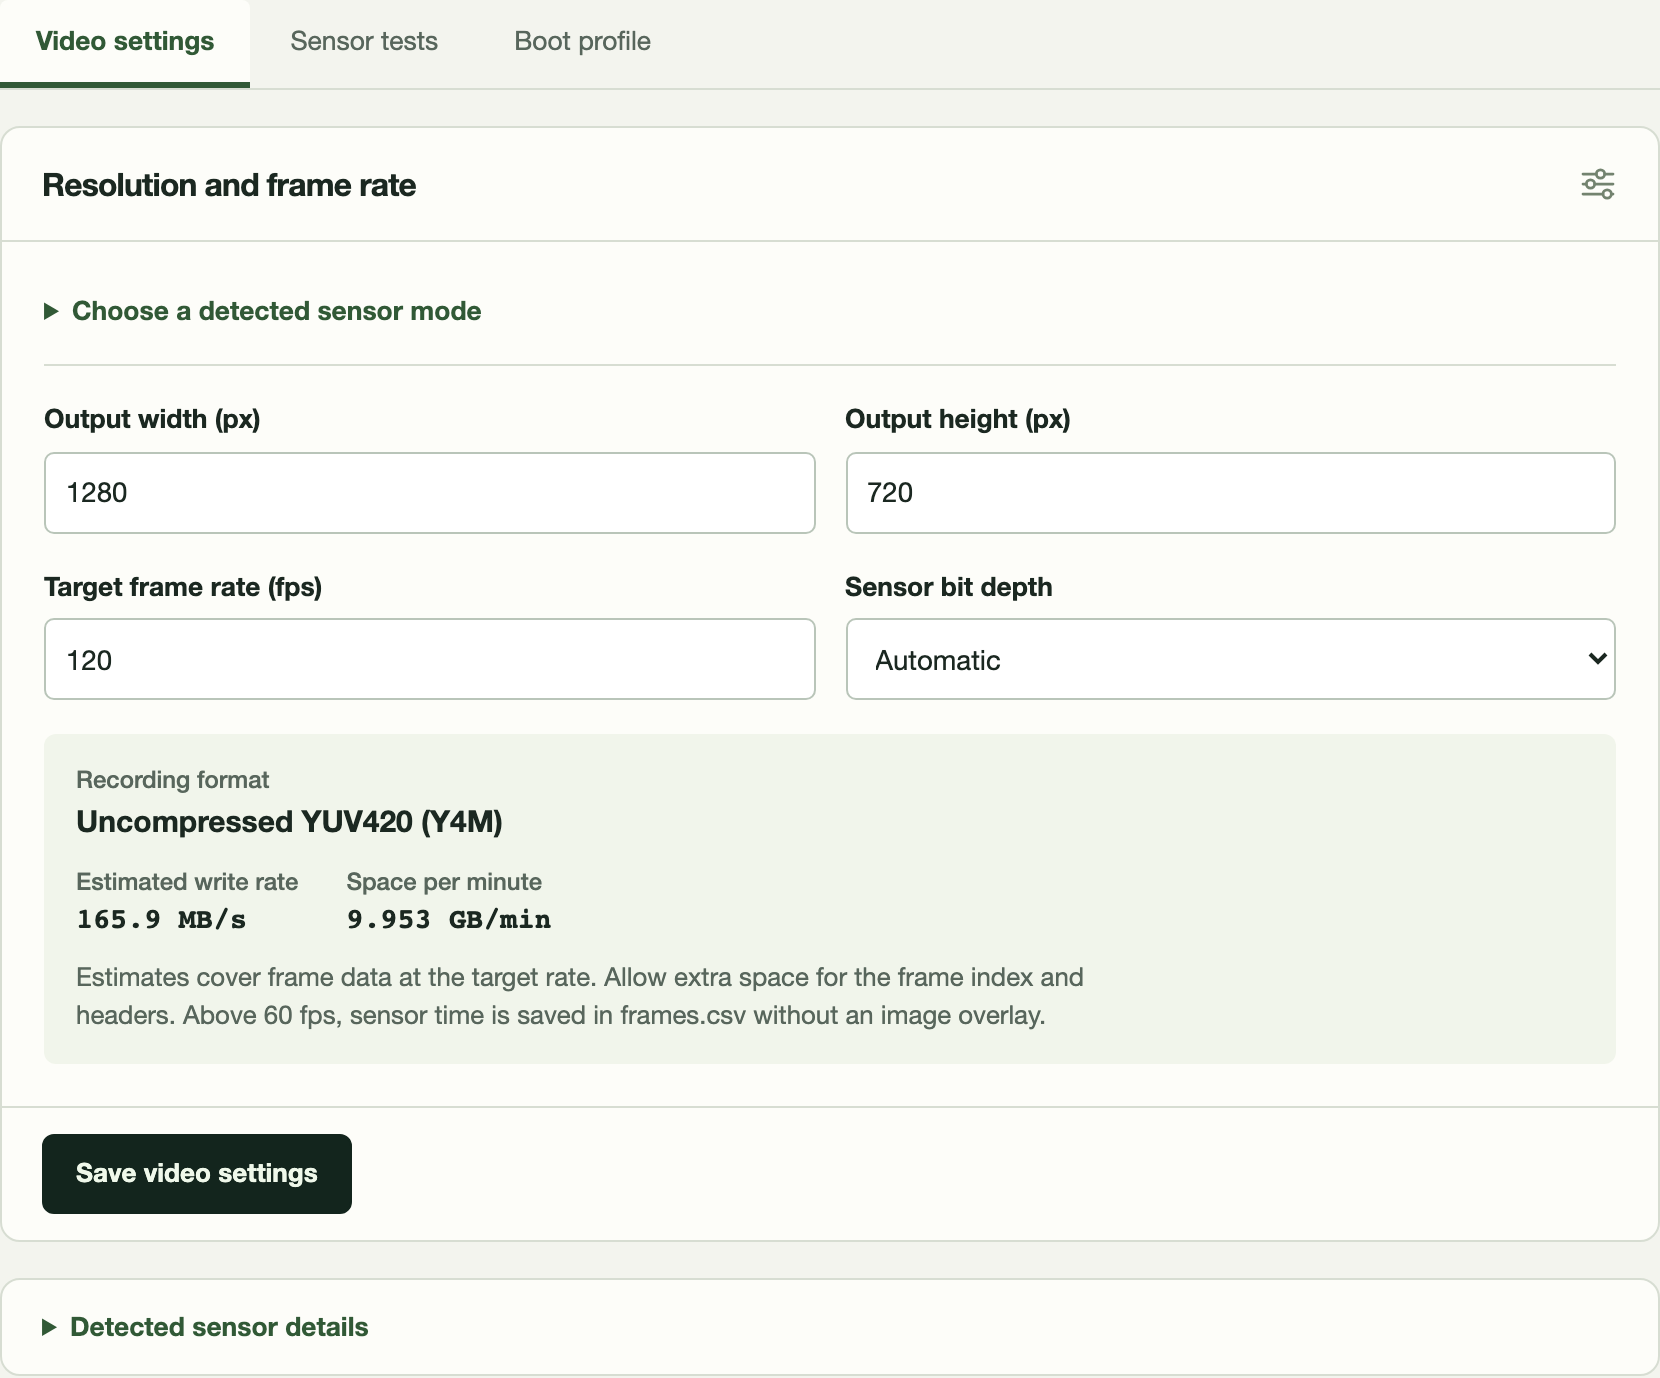 Video settings
Sensor tests
Boot profile
Resolution and frame rate
Choose a detected sensor mode
Output width (px)
Output height (px)
1280
720
Target frame rate (fps)
Sensor bit depth
120
Automatic
Recording format
Uncompressed YUV420 (Y4M)
Estimated write rate
Space per minute
165.9 MB/s
9.953 GB/min
Estimates cover frame data at the target rate. Allow extra space for the frame index and
headers. Above 60 fps, sensor time is saved in frames.csv without an image overlay.
Save video settings
Detected sensor details